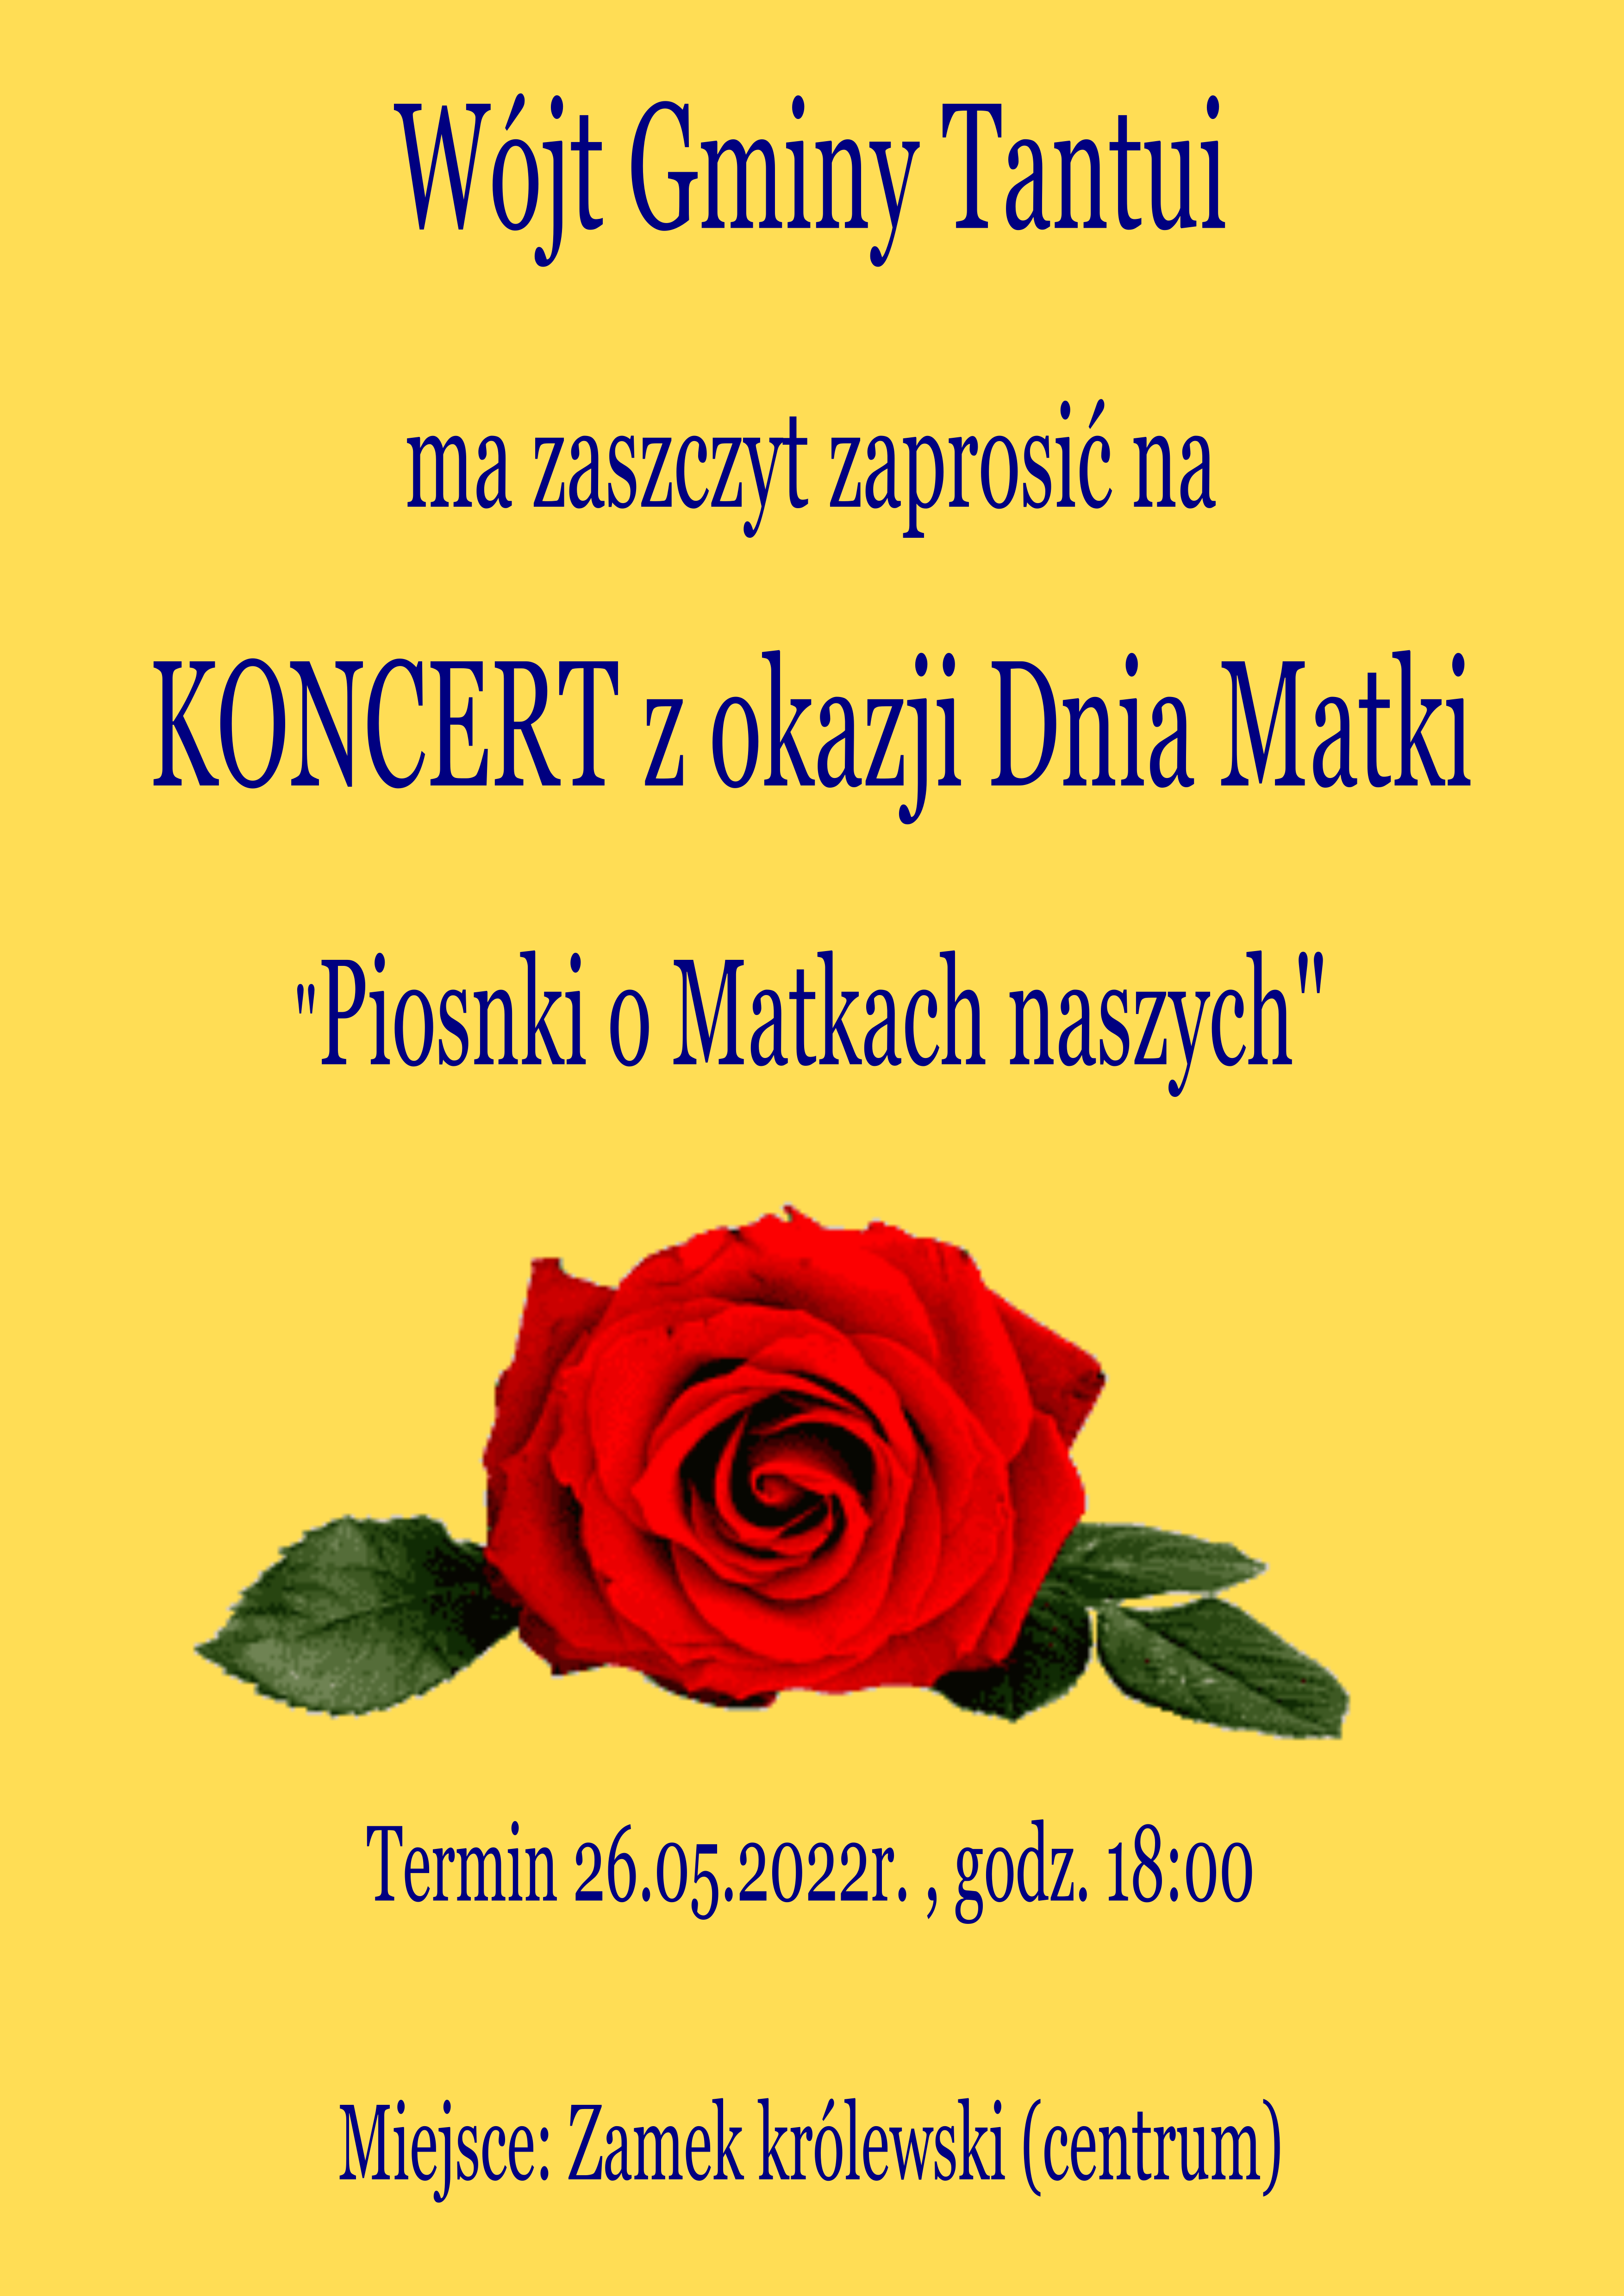 Wójt Gminy Tantui
ma zaszczyt zaprosić na
KONCERT z okazji Dnia Matki
"Piosnki o Matkach naszych"
Termin 26.05.2022r. , godz. 18:00
Miejsce: Zamek królewski (centrum)